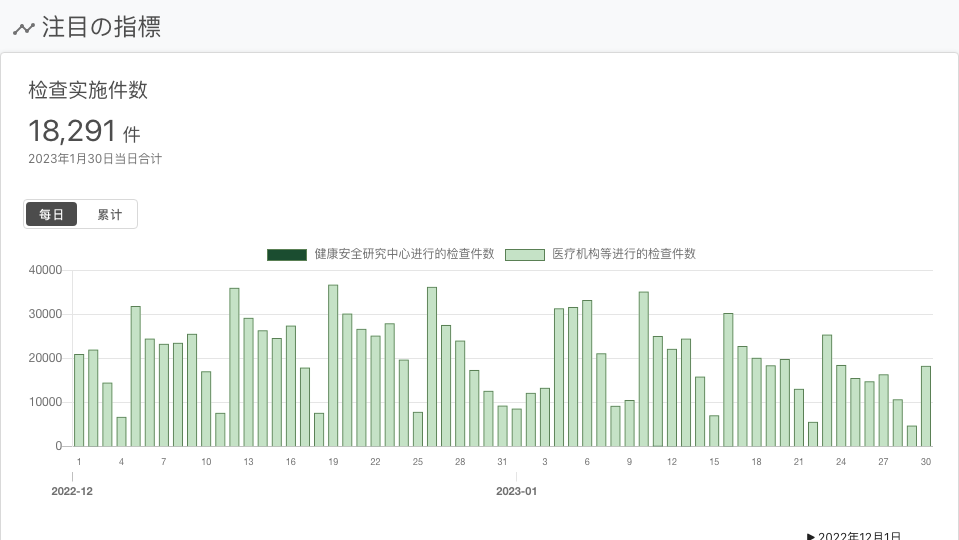 注目の指標
检查实施件数
18,291 件
2023年1月30日当日合计
每日 累计
健康安全研究中心进行的检查件数 医疗机构等进行的检查件数
40000
30000
20000
10000
0
1 4 7 10 13 16 19 22 25 28 31 3 6 9 12 15 18 21 24 27 30
2022-12 2023-01
▶ 2022年12月1日